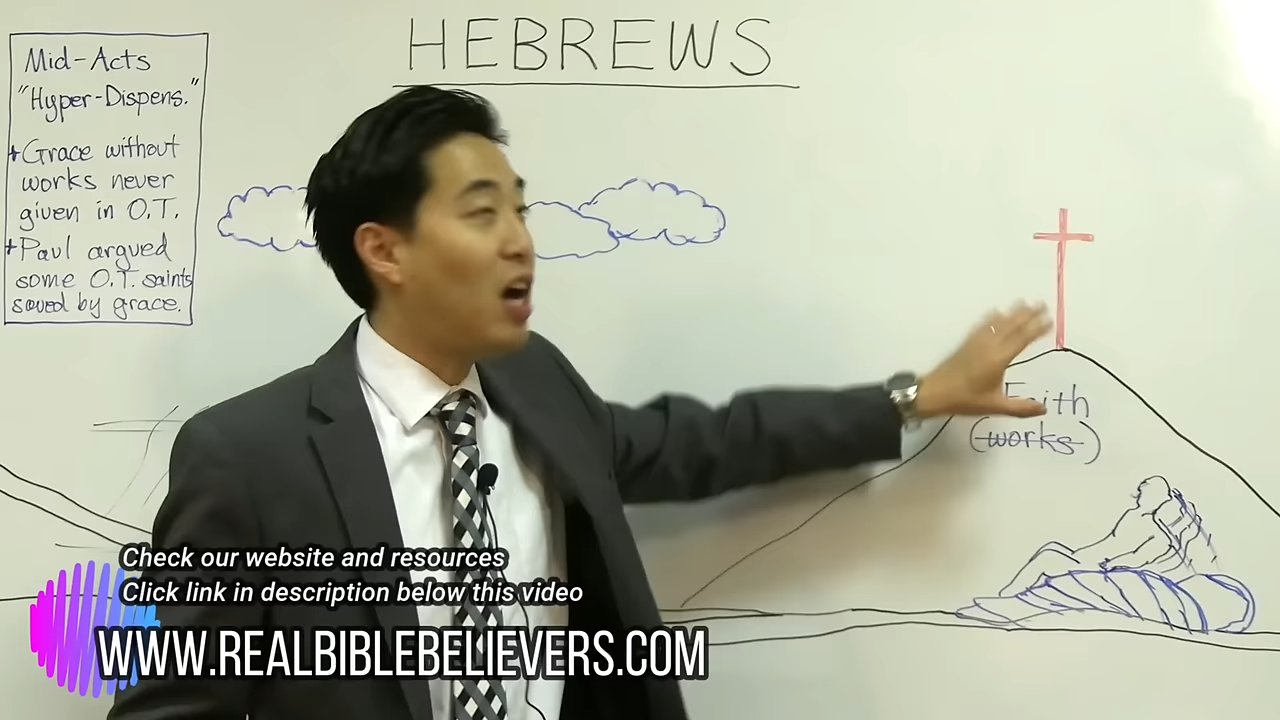 HEBREWS
Mid-Acts
"Hyper-Dispens."
+Grace without
works never
given in O.T.
+Paul argued
some O.T. saints
saved by grace.
Faith
(works)
Check our website and resources
Click link in description below this video
WWW.REALBIBLEBELIEVERS.COM